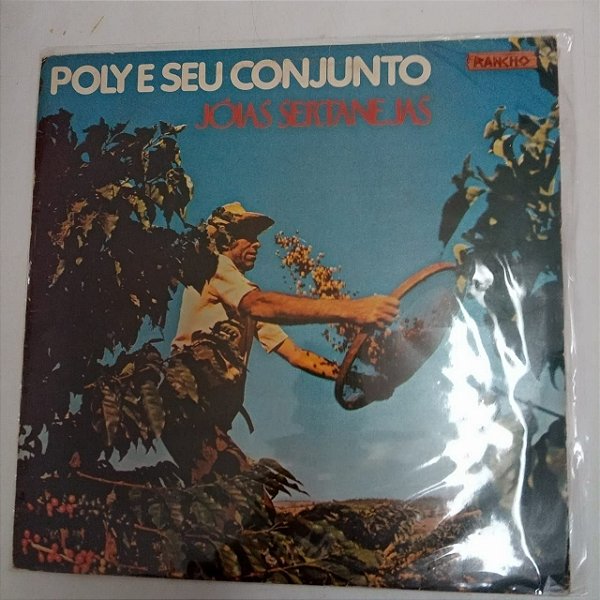 POLY E SEU CONJUNTO
RANCHO
JÓIAS SERTANEJAS